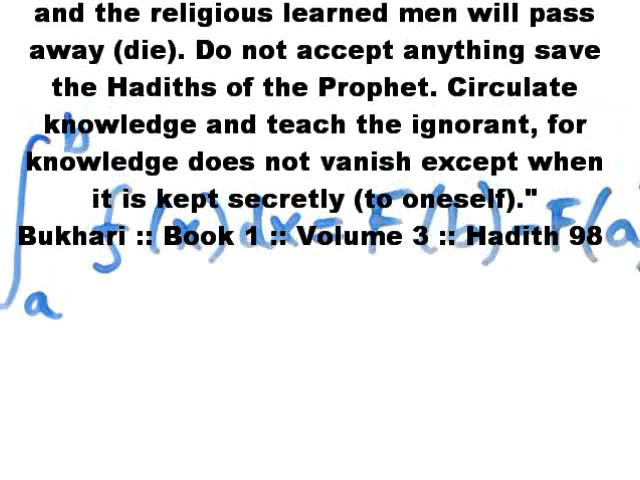 and the religious learned men will pass
away (die). Do not accept anything save
the Hadiths of the Prophet. Circulate
knowledge and teach the ignorant, for
knowledge does not vanish except when
it is kept secretly (to oneself)."
Bukhari :: Book 1 :: Volume 3 :: Hadith 98
∫ₐᵇ f(x)dx = F(b) - F(a)